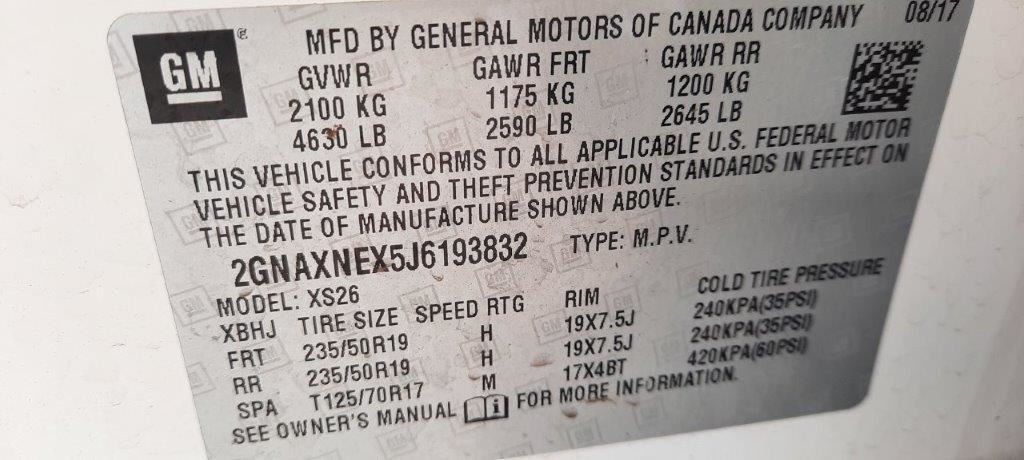 GM ® MFD BY GENERAL MOTORS OF CANADA COMPANY 08/17
GVWR GAWR FRT GAWR RR
2100 KG 1175 KG 1200 KG
4630 LB 2590 LB 2645 LB
THIS VEHICLE CONFORMS TO ALL APPLICABLE U.S. FEDERAL MOTOR
VEHICLE SAFETY AND THEFT PREVENTION STANDARDS IN EFFECT ON
THE DATE OF MANUFACTURE SHOWN ABOVE.
2GNAXNEX5J6193832 TYPE: M.P.V.
MODEL: XS26
XBHJ TIRE SIZE SPEED RTG RIM COLD TIRE PRESSURE
FRT 235/50R19 H 19X7.5J 240KPA(35PSI)
RR 235/50R19 H 19X7.5J 240KPA(35PSI)
SPA T125/70R17 M 17X4BT 420KPA(60PSI)
SEE OWNER'S MANUAL i FOR MORE INFORMATION.